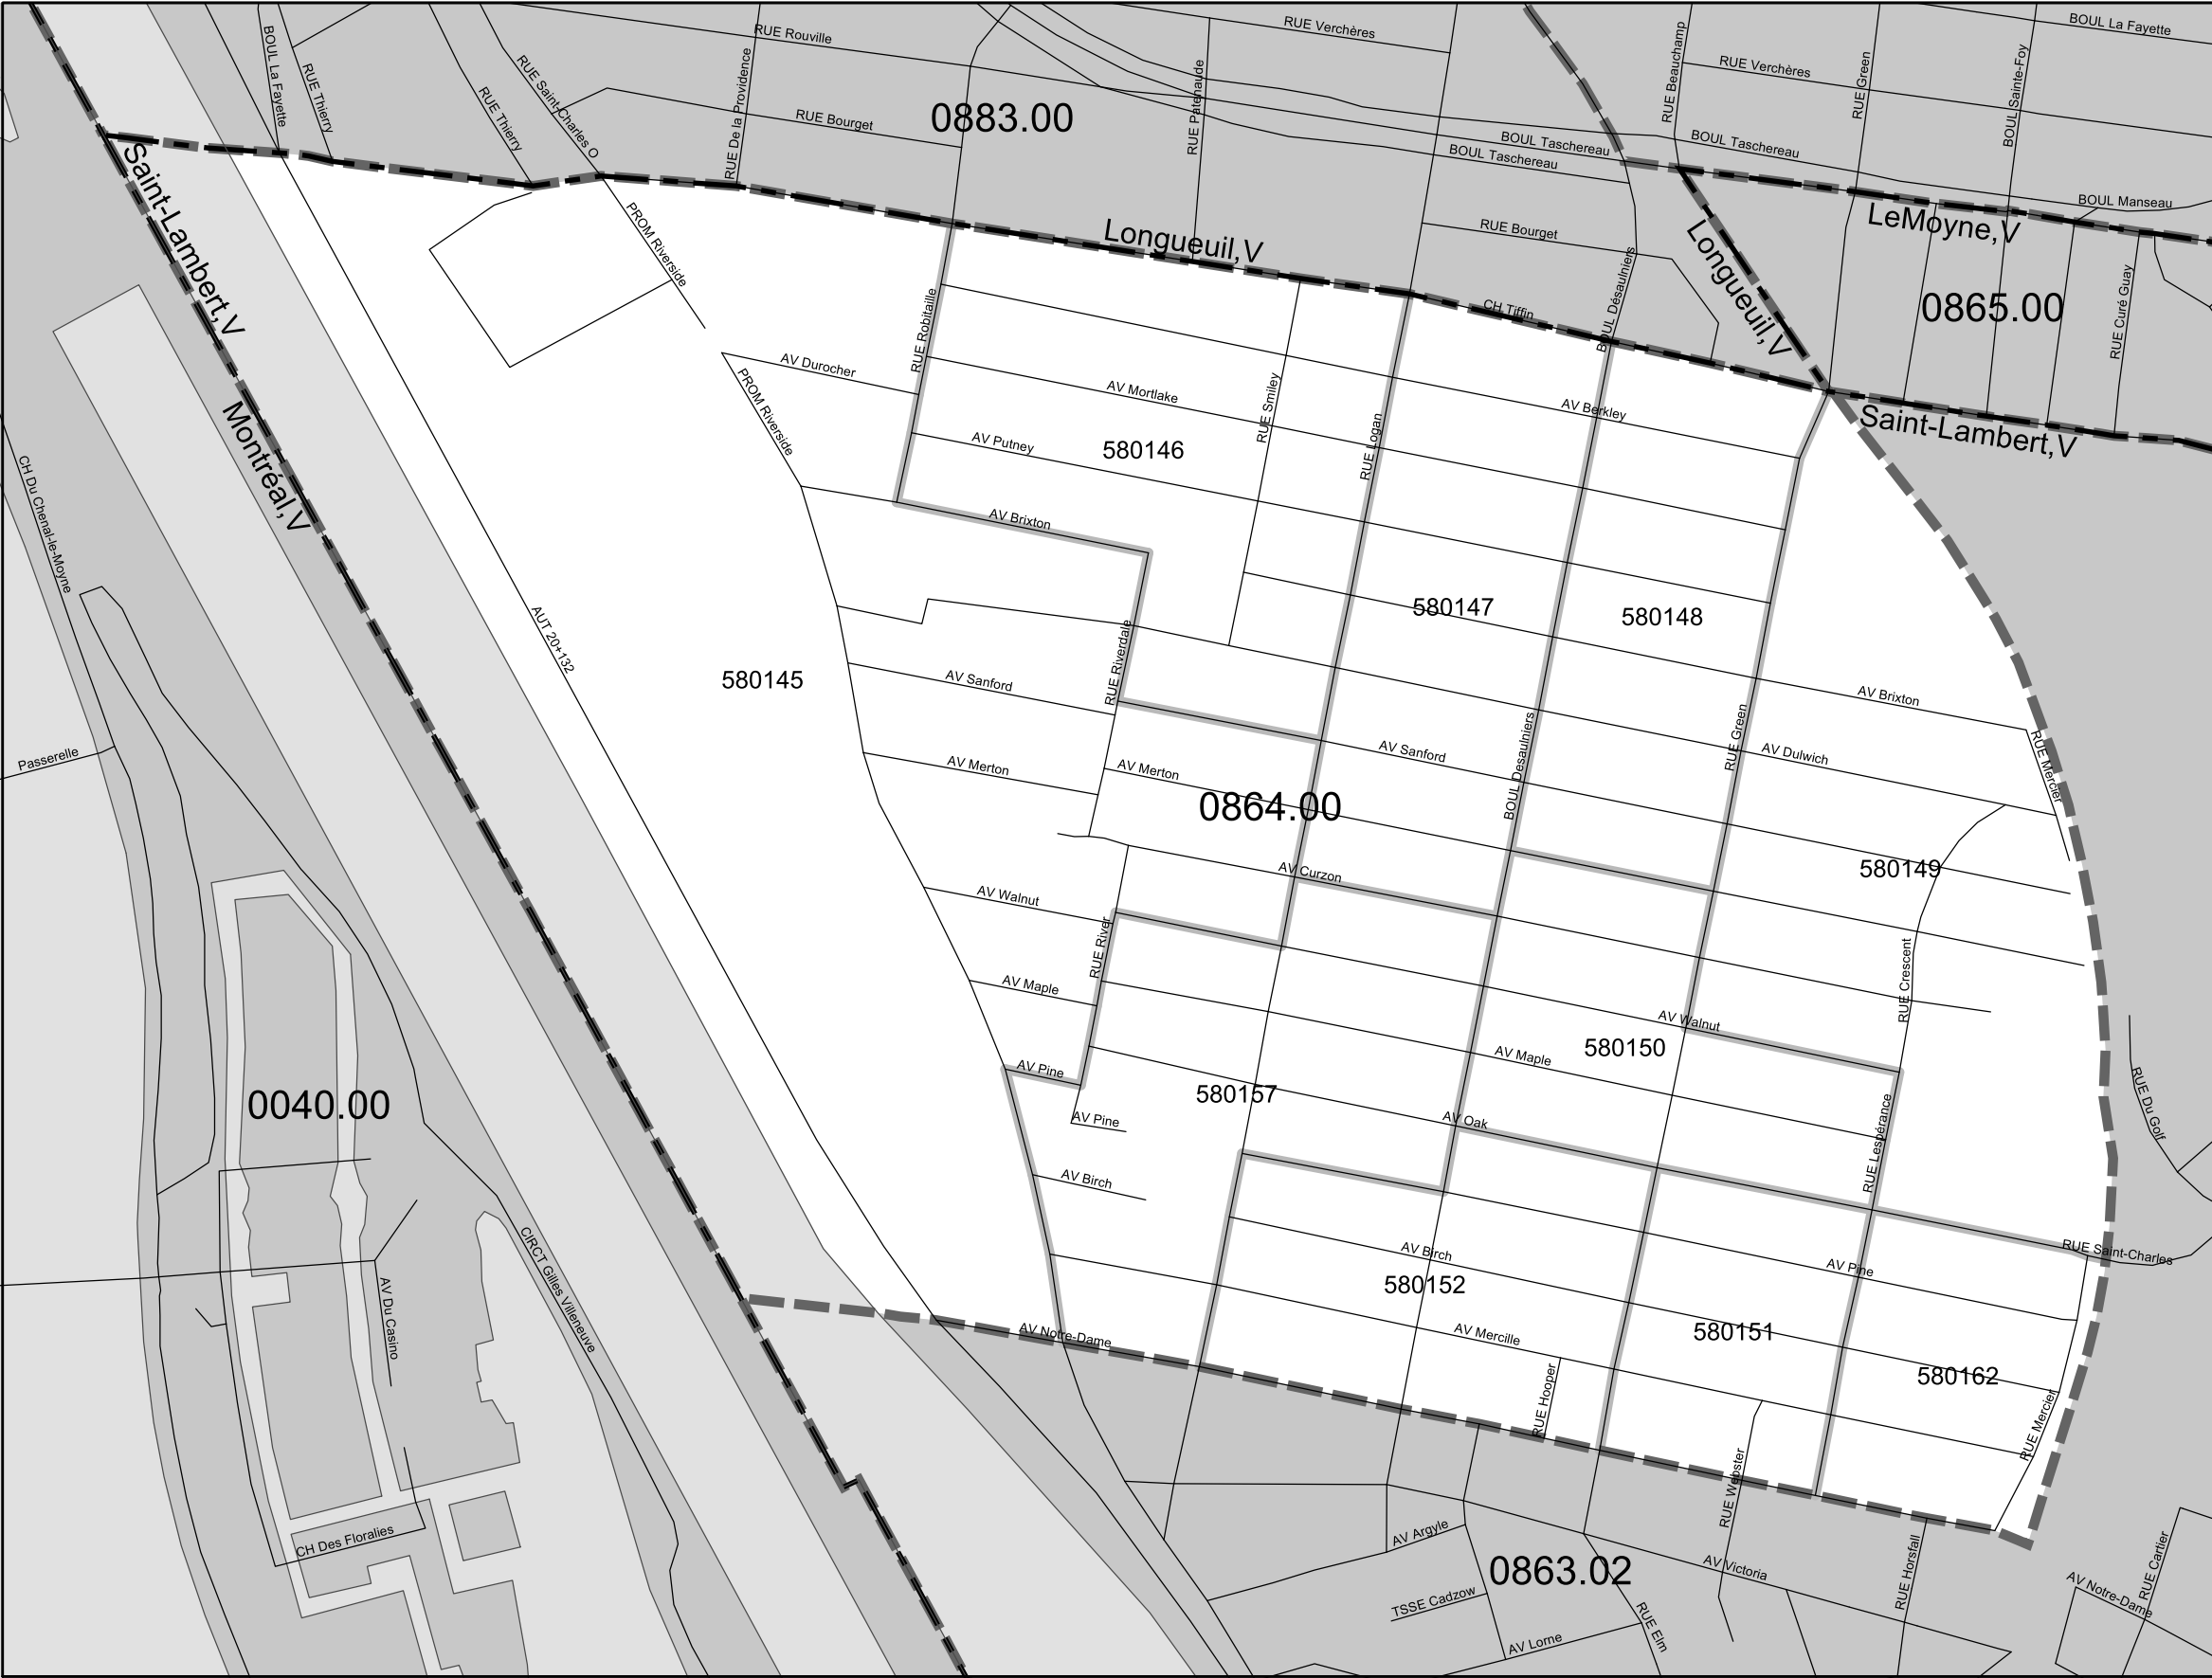 BOUL La Fayette
RUE Thierry
RUE Thierry
RUE Saint-Charles O
RUE Rouville
RUE De la Providence
RUE Bourget
0883.00
RUE Patenaude
RUE Verchères
BOUL Taschereau
BOUL Taschereau
RUE Beauchamp
RUE Verchères
BOUL Taschereau
RUE Green
BOUL Sainte-Foy
BOUL La Fayette
BOUL Manseau
Saint-Lambert,V
Montréal,V
PROM Riverside
Longueuil,V
RUE Bourget
BOUL Désaulniers
CH Tiffin
Longueuil,V
LeMoyne,V
0865.00
RUE Curé Guay
Saint-Lambert,V
RUE Robitaille
AV Durocher
PROM Riverside
AV Mortlake
RUE Smiley
RUE Logan
AV Berkley
AV Putney
580146
AV Brixton
CH Du Chenal-le-Moyne
AUT 20+132
580145
580147
580148
RUE Riverdale
AV Sanford
AV Brixton
BOUL Desaulniers
RUE Green
AV Sanford
AV Dulwich
RUE Mercier
Passerelle
AV Merton
AV Merton
0864.00
580149
AV Curzon
AV Walnut
RUE River
RUE Crescent
AV Maple
AV Walnut
580150
AV Maple
AV Pine
580157
AV Pine
AV Oak
RUE Lespérance
RUE Du Golf
0040.00
AV Birch
AV Birch
580152
AV Pine
RUE Saint-Charles
CIRCT Gilles Villeneuve
AV Du Casino
AV Notre-Dame
AV Mercille
580151
580162
RUE Hooper
RUE Mercier
RUE Webster
CH Des Floralies
AV Argyle
0863.02
AV Victoria
TSSE Cadzow
AV Lorne
RUE Elm
RUE Horsfall
AV Notre-Dame
RUE Cartier